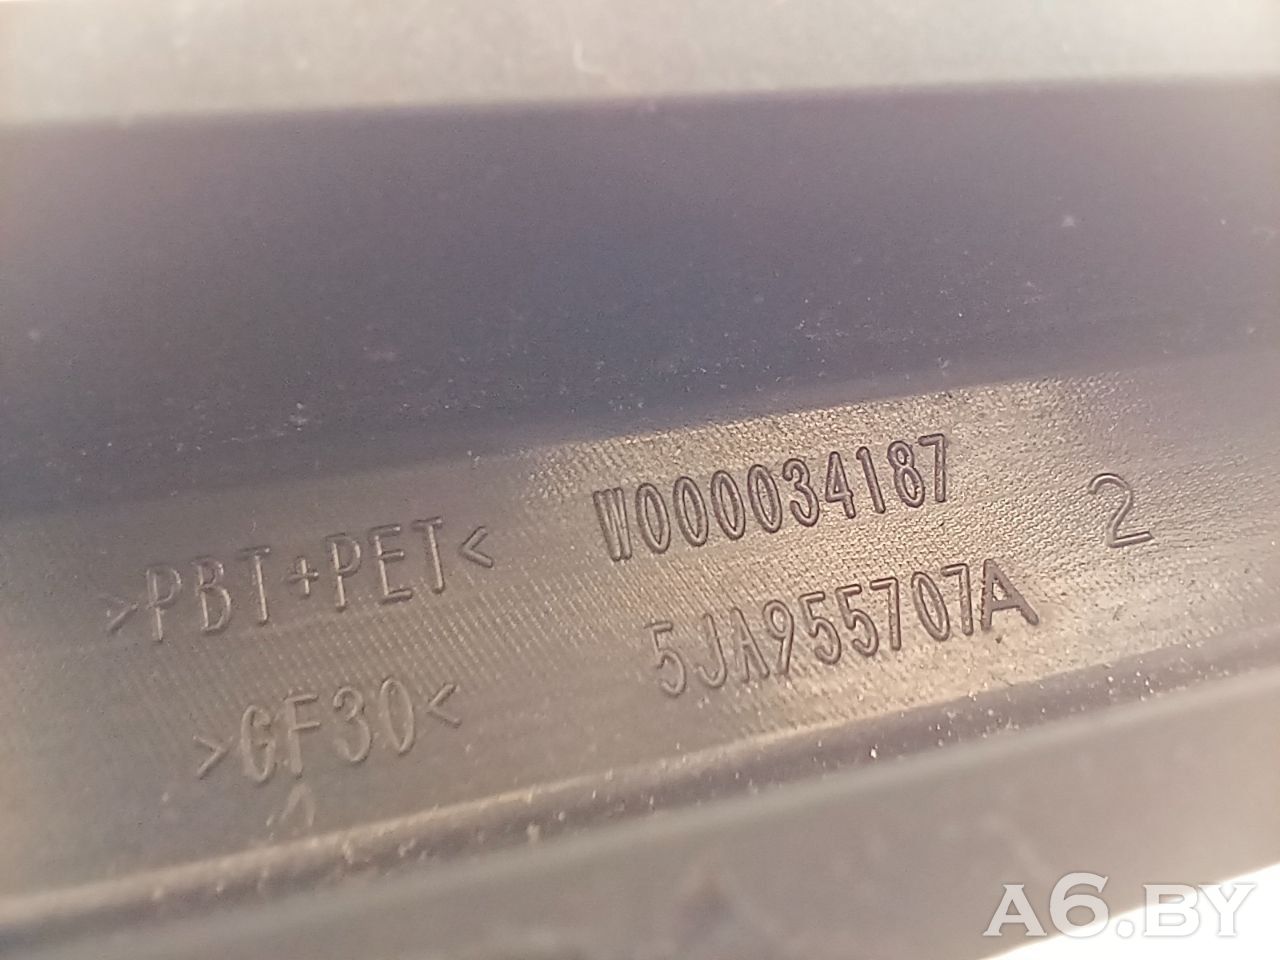 >PBT+PET<
>GF30<
W000034187
5JA955707A
2
A6.BY